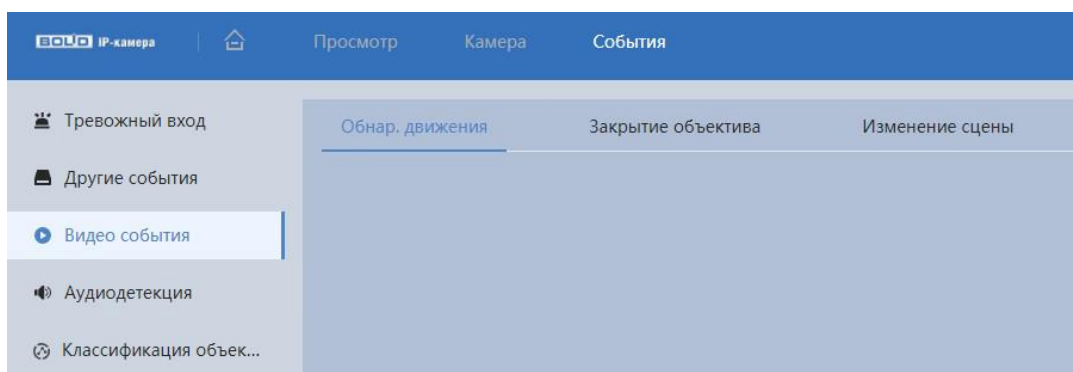 BOLID IP-камера
Просмотр
Камера
События
Тревожный вход
Другие события
Видео события
Аудиодетекция
Классификация объек...
Обнар. движения
Закрытие объектива
Изменение сцены